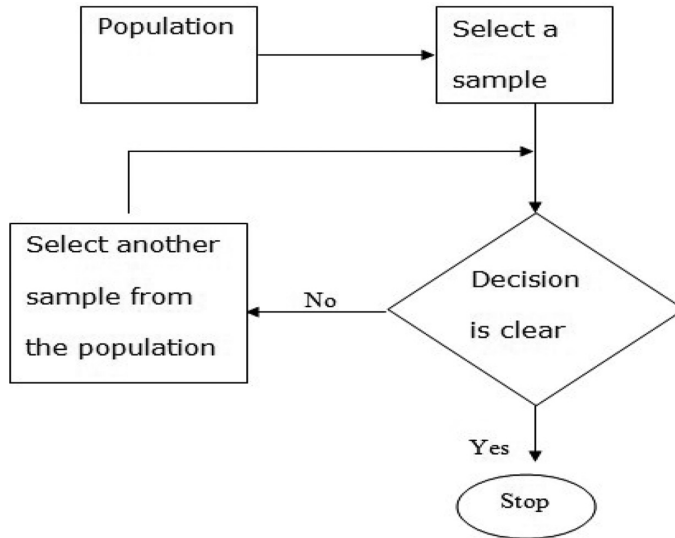 Population
Select a
sample
Decision
is clear
No
Select another
sample from
the population
Yes
Stop